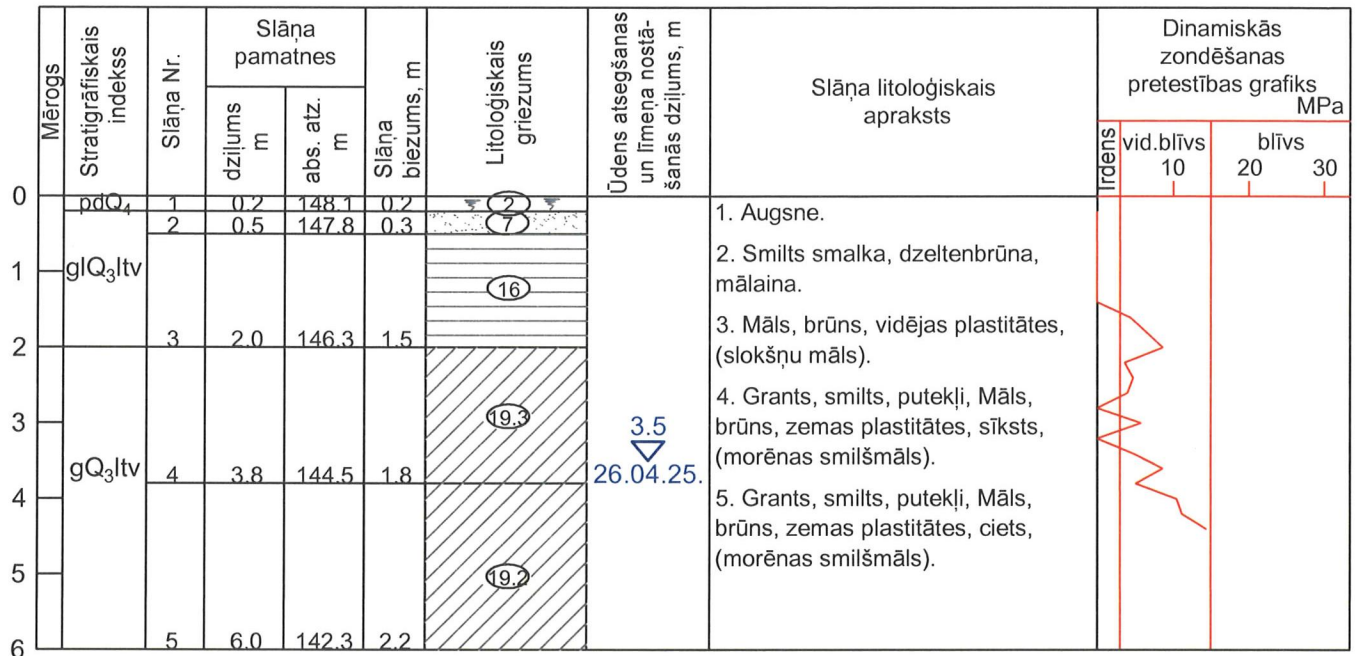 Mērogs
Stratigrāfiskais
indekss
Slāņa Nr.
Slāņa
pamatnes
dziļums
m
abs. atz.
m
Slāņa
biezums, m
Litoloģiskais
griezums
Ūdens atsegšanas
un līmeņa nostā-
šanās dziļums, m
Slāņa litoloģiskais
apraksts
Dinamiskās
zondēšanas
pretestības grafiks
MPa
Irdens
vid.blīvs
blīvs
10 20 30
0
pdQ4 1 0.2 148.1 0.2 2
2 0.5 147.8 0.3 7
1
glQ3ltv
16
3 2.0 146.3 1.5
2
19.3
3
gQ3ltv
4 3.8 144.5 1.8
4
19.2
5
5 6.0 142.3 2.2
6
3.5
26.04.25.
1. Augsne.
2. Smilts smalka, dzeltenbrūna,
mālaina.
3. Māls, brūns, vidējas plastitātes,
(slokšņu māls).
4. Grants, smilts, putekļi, Māls,
brūns, zemas plastitātes, sīksts,
(morēnas smilšmāls).
5. Grants, smilts, putekļi, Māls,
brūns, zemas plastitātes, ciets,
(morēnas smilšmāls).